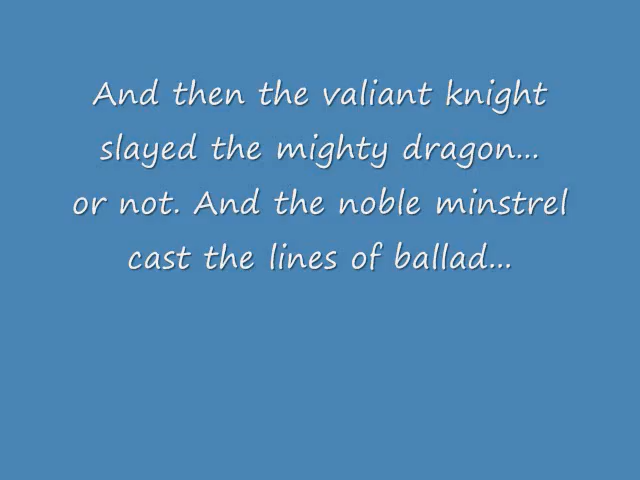 And then the valiant knight
slayed the mighty dragon...
or not. And the noble minstrel
cast the lines of ballad...